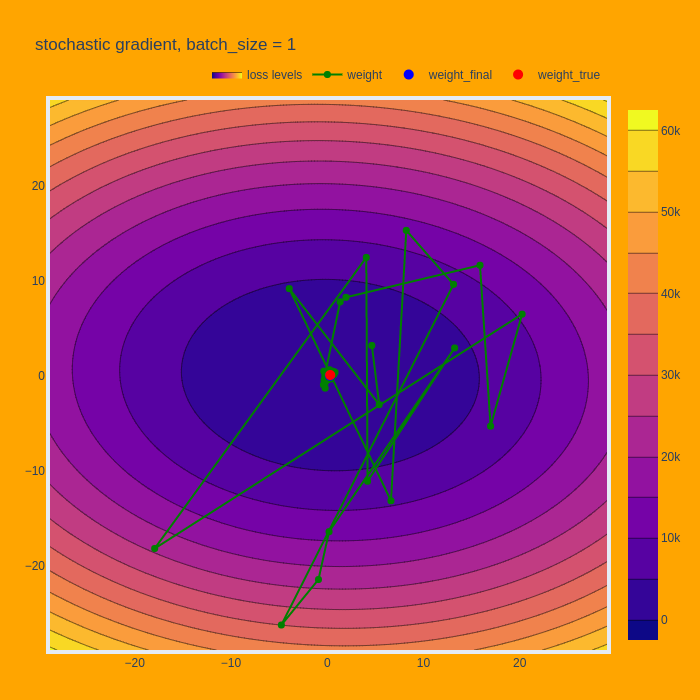 stochastic gradient, batch_size = 1
loss levels weight weight_final weight_true
60k
20
50k
10
40k
0
30k
20k
−10
10k
−20
0
−20 −10 0 10 20